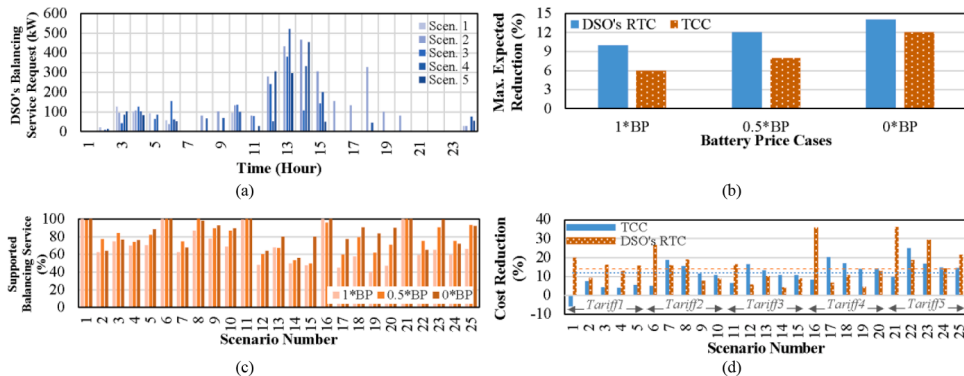 DSO's Balancing
Service Request (kW)
600
500
400
300
200
100
0
Scen. 1
Scen. 2
Scen. 3
Scen. 4
Scen. 5
1 3 5 7 9 11 13 15 17 19 21 23
Time (Hour)
(a)
Max. Expected
Reduction (%)
15
12
9
6
3
0
DSO's RTC TCC
1*BP 0.5*BP 0*BP
Battery Price Cases
(b)
Supported
Balancing Service
(%)
100
80
60
40
20
0
1*BP 0.5*BP 0*BP
1 2 3 4 5 6 7 8 9 10 11 12 13 14 15 16 17 18 19 20 21 22 23 24 25
Scenario Number
(c)
Cost Reduction
(%)
40
30
20
10
0
-10
TCC
DSO's RTC
Tariff1 Tariff2 Tariff3 Tariff4 Tariff5
1 2 3 4 5 6 7 8 9 10 11 12 13 14 15 16 17 18 19 20 21 22 23 24 25
Scenario Number
(d)